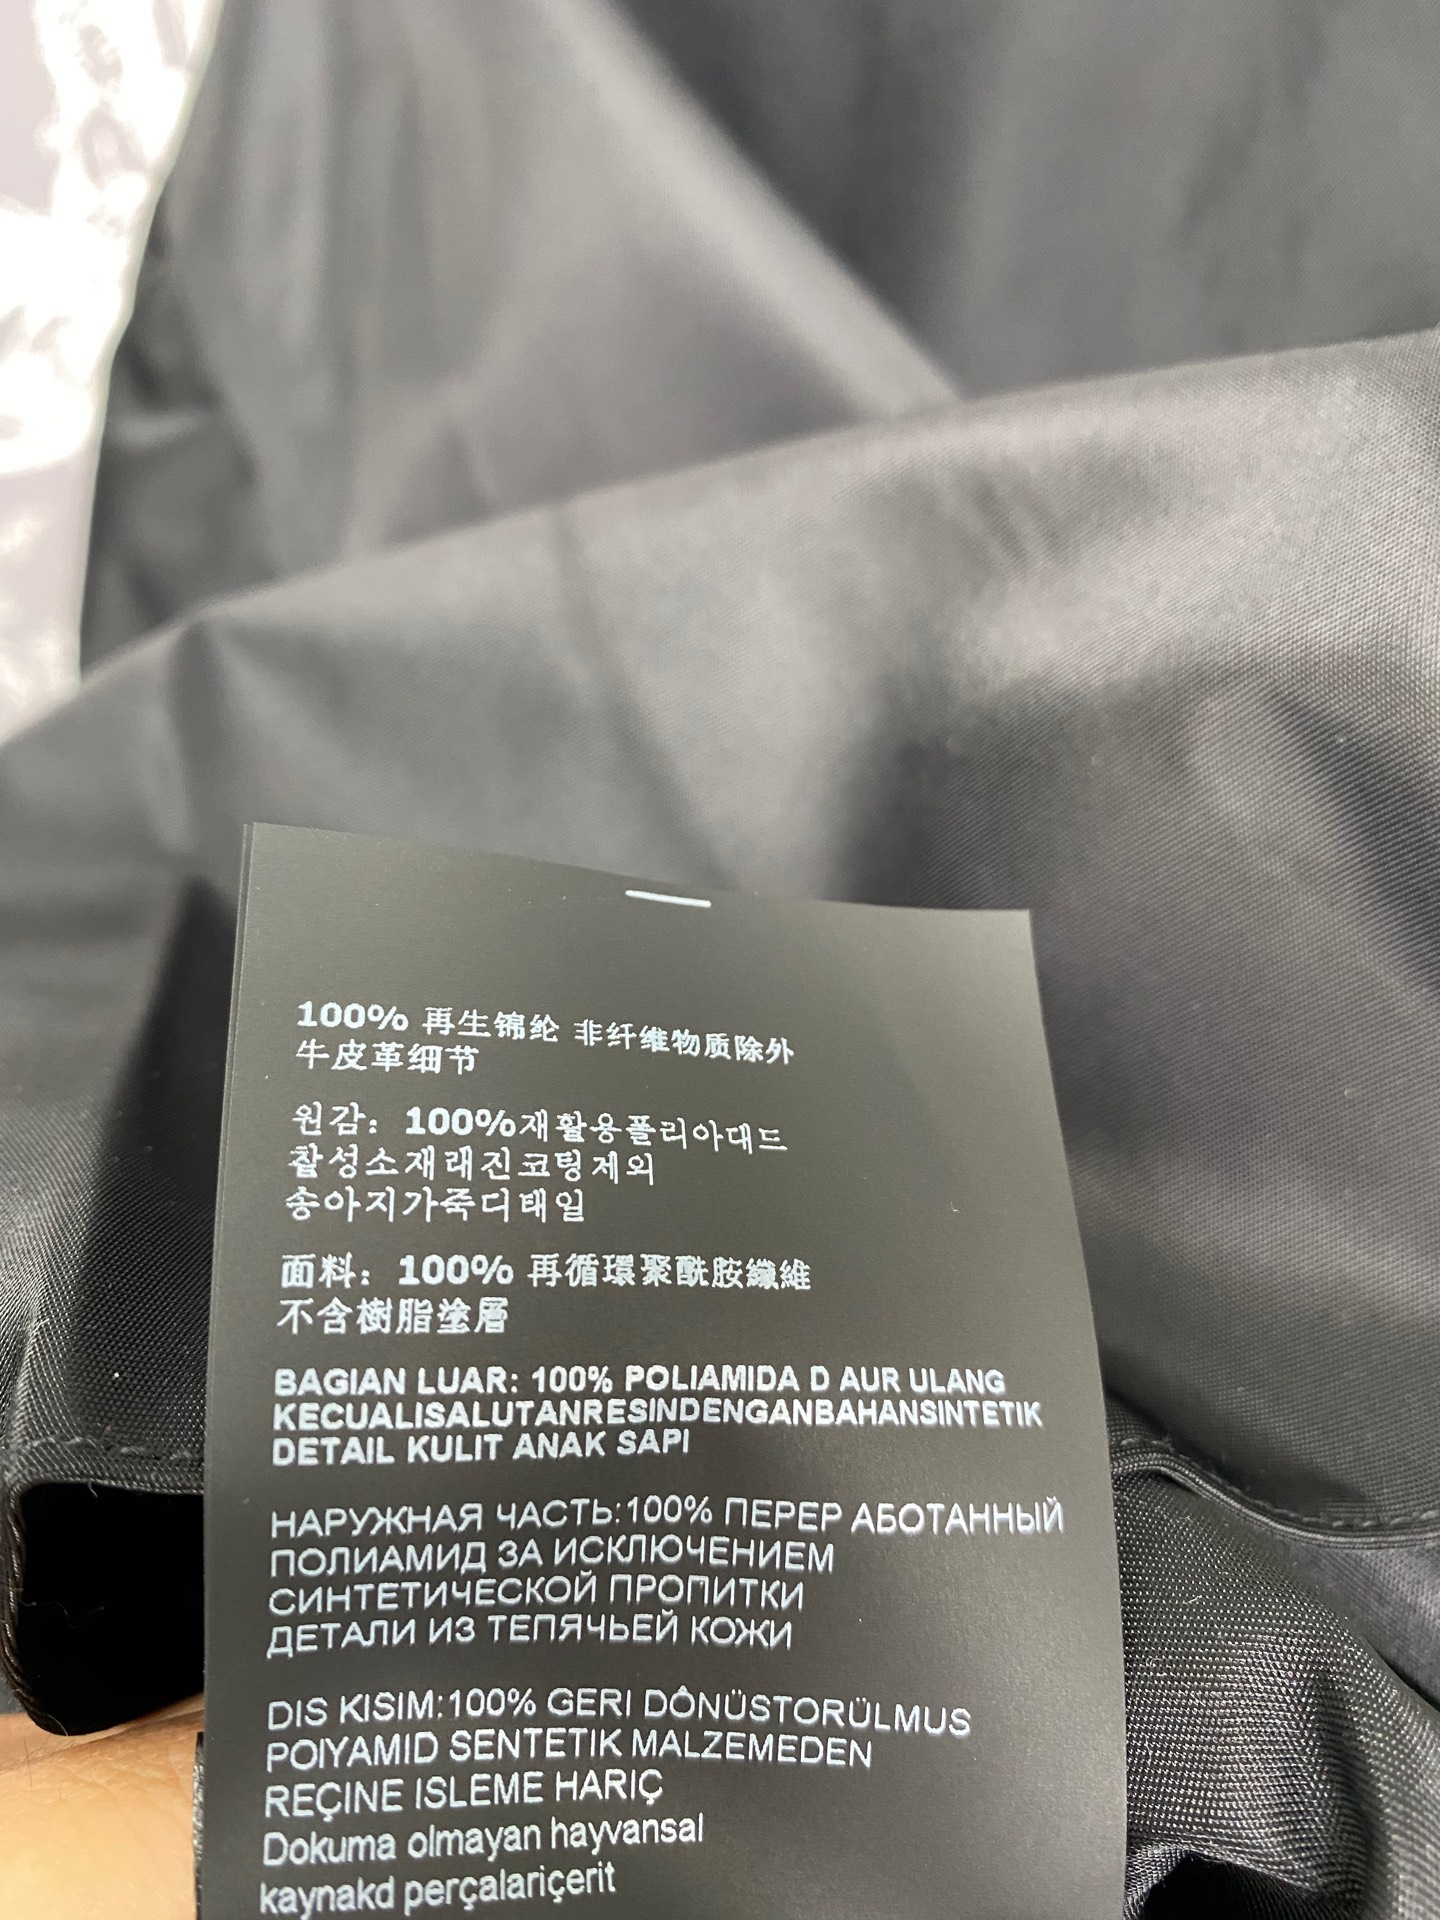 100% 再生锦纶 非纤维物质除外
牛皮革细节
원감: 100%재활용폴리아대드
촵성소재래진코팅제외
송아지가죽디태일
面料: 100% 再循環聚酰胺纖維
不含樹脂塗層
BAGIAN LUAR: 100% POLIAMIDA D AUR ULANG
KECUALISALUTANRESINDENGANBAHANSINTETIK
DETAIL KULIT ANAK SAPI
НАРУЖНАЯ ЧАСТЬ:100% ПЕРЕР АБОТАННЫЙ
ПОЛИАМИД ЗА ИСКЛЮЧЕНИЕМ
СИНТЕТИЧЕСКОЙ ПРОПИТКИ
ДЕТАЛИ ИЗ ТЕПЯЧЬЕЙ КОЖИ
DIS KISIM:100% GERI DÔNÜSTORÜLMUS
POIYAMID SENTETIK MALZEMEDEN
REÇINE ISLEME HARIÇ
Dokuma olmayan hayvansal
kaynakd perçalariçerit